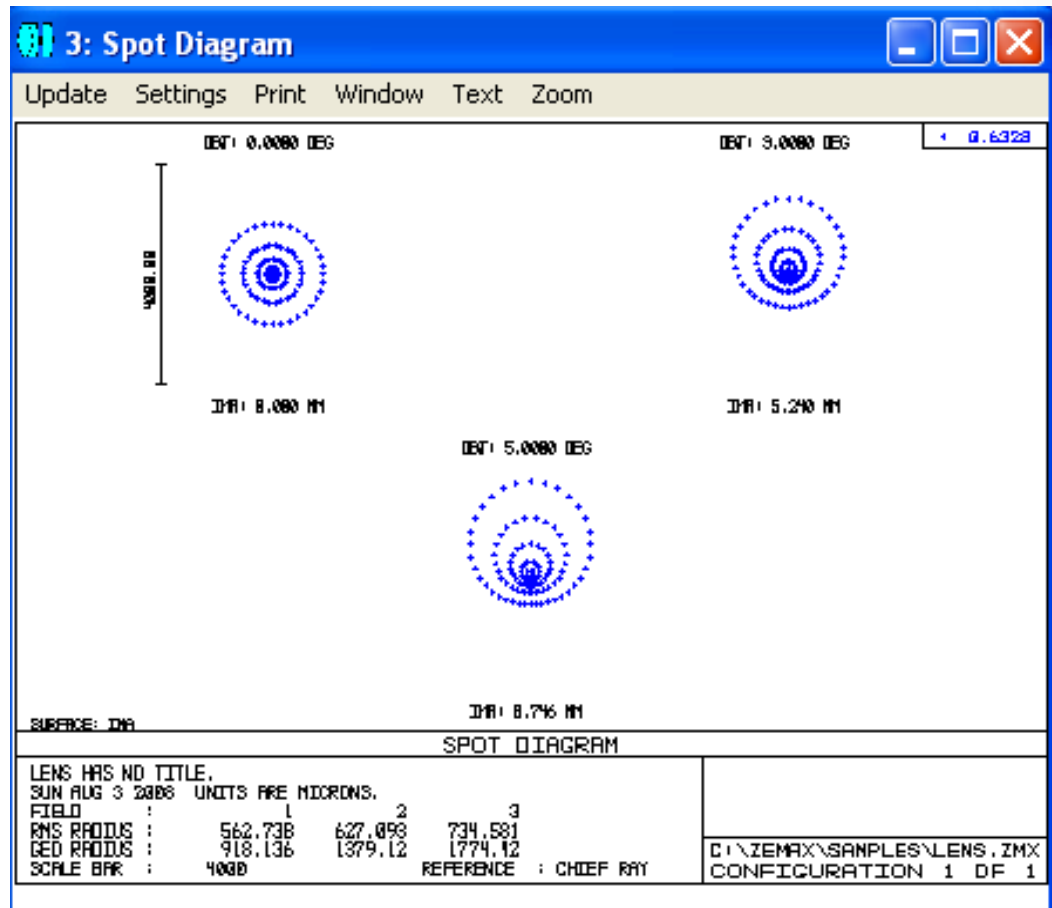 3: Spot Diagram
Update Settings Print Window Text Zoom
OBJ: 0.0000 DEG
OBJ: 3.0000 DEG
+ 0.6328
4000.00
IMA: 0.000 MM
IMA: 5.240 MM
OBJ: 5.0000 DEG
IMA: 8.746 MM
SURFACE: IMA
SPOT DIAGRAM
LENS HAS NO TITLE.
SUN AUG 3 2008 UNITS ARE MICRONS.
FIELD : 1 2 3
RMS RADIUS : 562.738 627.093 734.581
GEO RADIUS : 918.136 1379.12 1774.42
SCALE BAR : 4000 REFERENCE : CHIEF RAY
C:\ZEMAX\SAMPLES\LENS.ZMX
CONFIGURATION 1 OF 1